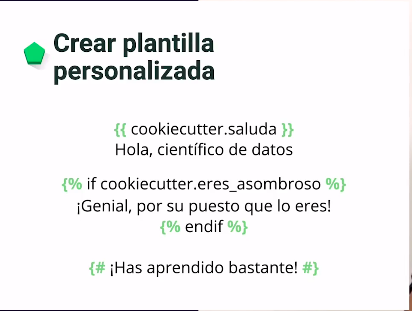 Crear plantilla
personalizada
{{ cookiecutter.saluda }}
Hola, científico de datos
{% if cookiecutter.eres_asombroso %}
¡Genial, por su puesto que lo eres!
{% endif %}
{# ¡Has aprendido bastante! #}